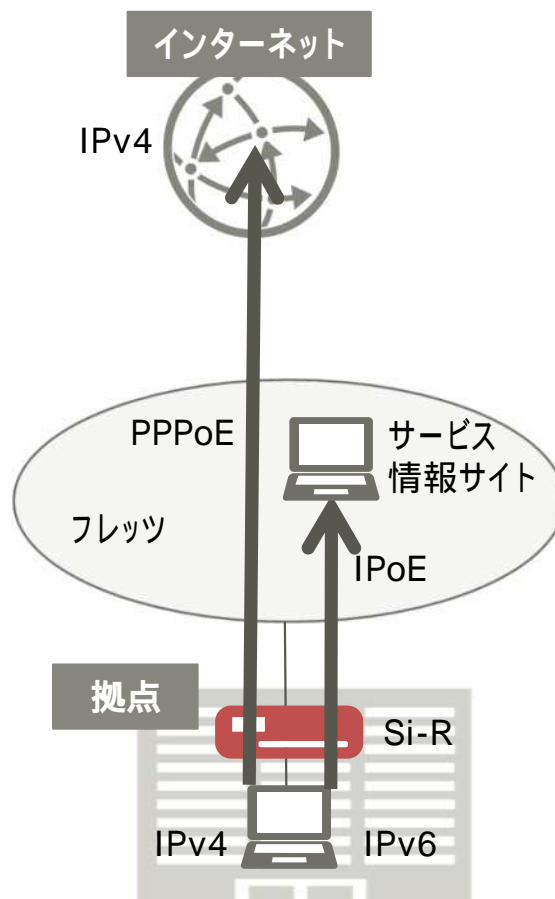 インターネット
IPv4
PPPoE
サービス
情報サイト
フレッツ
IPoE
拠点
Si-R
IPv4
IPv6